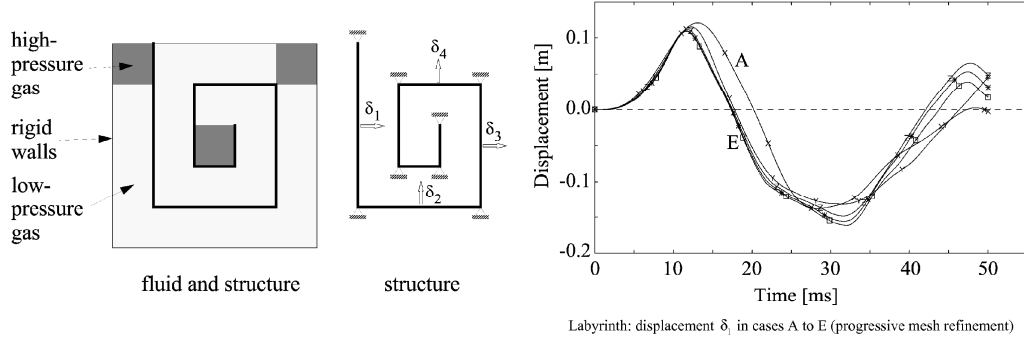 high-
pressure
gas
rigid
walls
low-
pressure
gas
fluid and structure
δ1
δ2
δ3
δ4
structure
Displacement [m]
0.1
0.0
-0.1
-0.2
A
E
0 10 20 30 40 50
Time [ms]
Labyrinth: displacement δ1 in cases A to E (progressive mesh refinement)